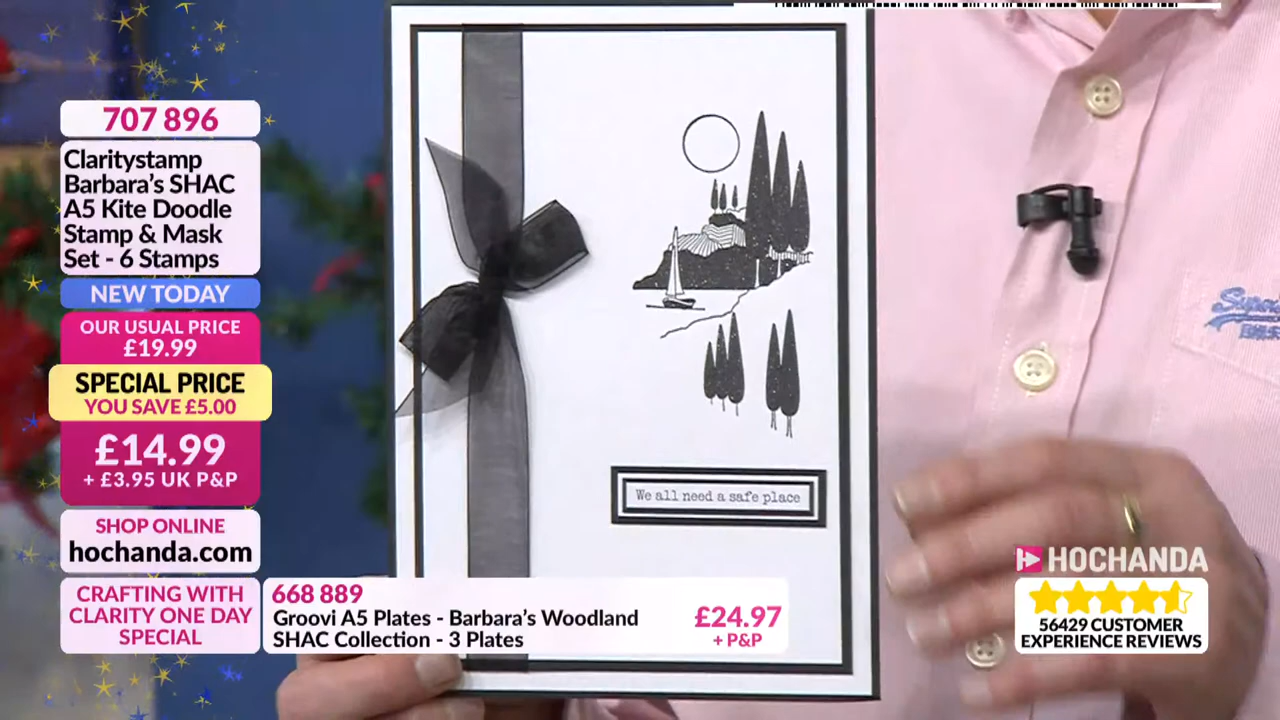 707 896
Claritystamp
Barbara's SHAC
A5 Kite Doodle
Stamp & Mask
Set - 6 Stamps
NEW TODAY
OUR USUAL PRICE
£19.99
SPECIAL PRICE
YOU SAVE £5.00
£14.99
+ £3.95 UK P&P
SHOP ONLINE
hochanda.com
CRAFTING WITH
CLARITY ONE DAY
SPECIAL
668 889
Groovi A5 Plates - Barbara's Woodland
SHAC Collection - 3 Plates
£24.97
+ P&P
We all need a safe place
HOCHANDA
56429 CUSTOMER
EXPERIENCE REVIEWS